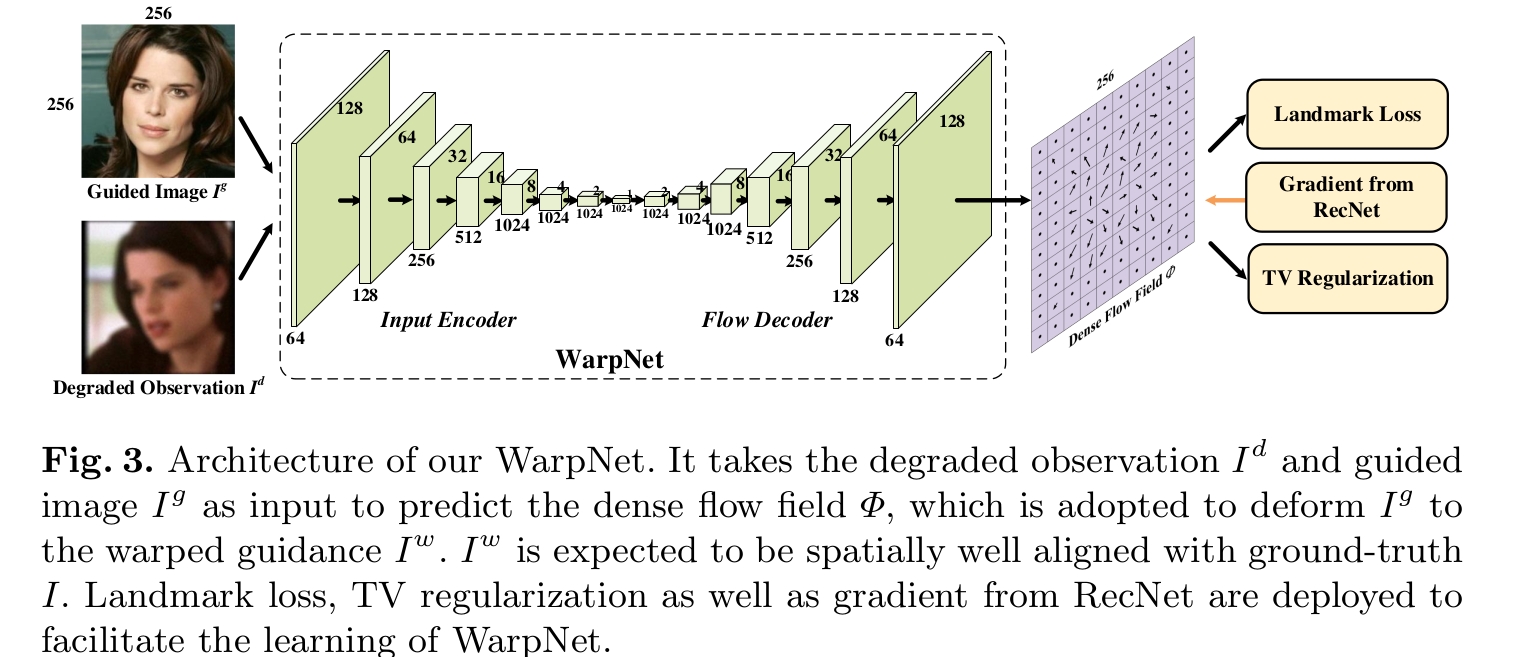 256
256
Guided Image I^g
Degraded Observation I^d
128
64
32
16
8
4
2
1
2
4
8
16
32
64
128
64
128
256
512
1024
1024
1024
1024
1024
1024
1024
512
256
128
64
Input Encoder
Flow Decoder
WarpNet
256
Dense Flow Field Φ
Landmark Loss
Gradient from
RecNet
TV Regularization
Fig. 3. Architecture of our WarpNet. It takes the degraded observation I^d and guided
image I^g as input to predict the dense flow field Φ, which is adopted to deform I^g to
the warped guidance I^w. I^w is expected to be spatially well aligned with ground-truth
I. Landmark loss, TV regularization as well as gradient from RecNet are deployed to
facilitate the learning of WarpNet.